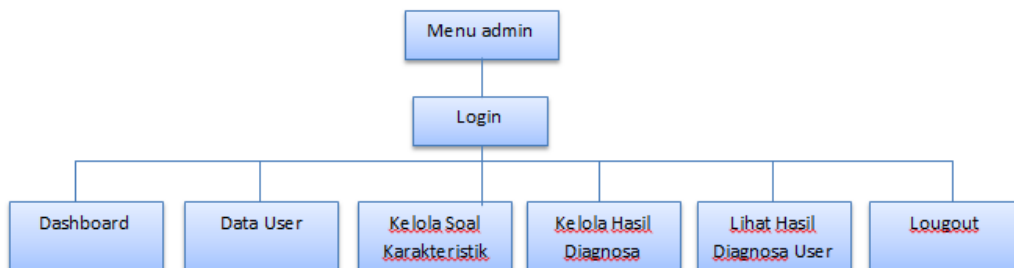 Menu admin
Login
Dashboard
Data User
Kelola Soal
Karakteristik
Kelola Hasil
Diagnosa
Lihat Hasil
Diagnosa User
Lougout